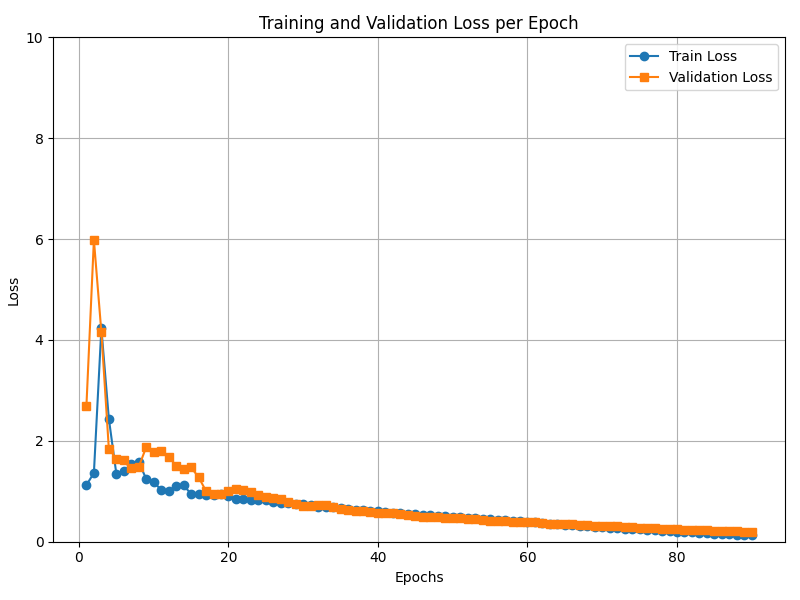 Training and Validation Loss per Epoch
10
8
6
4
2
0
Loss
Train Loss
Validation Loss
0 20 40 60 80
Epochs